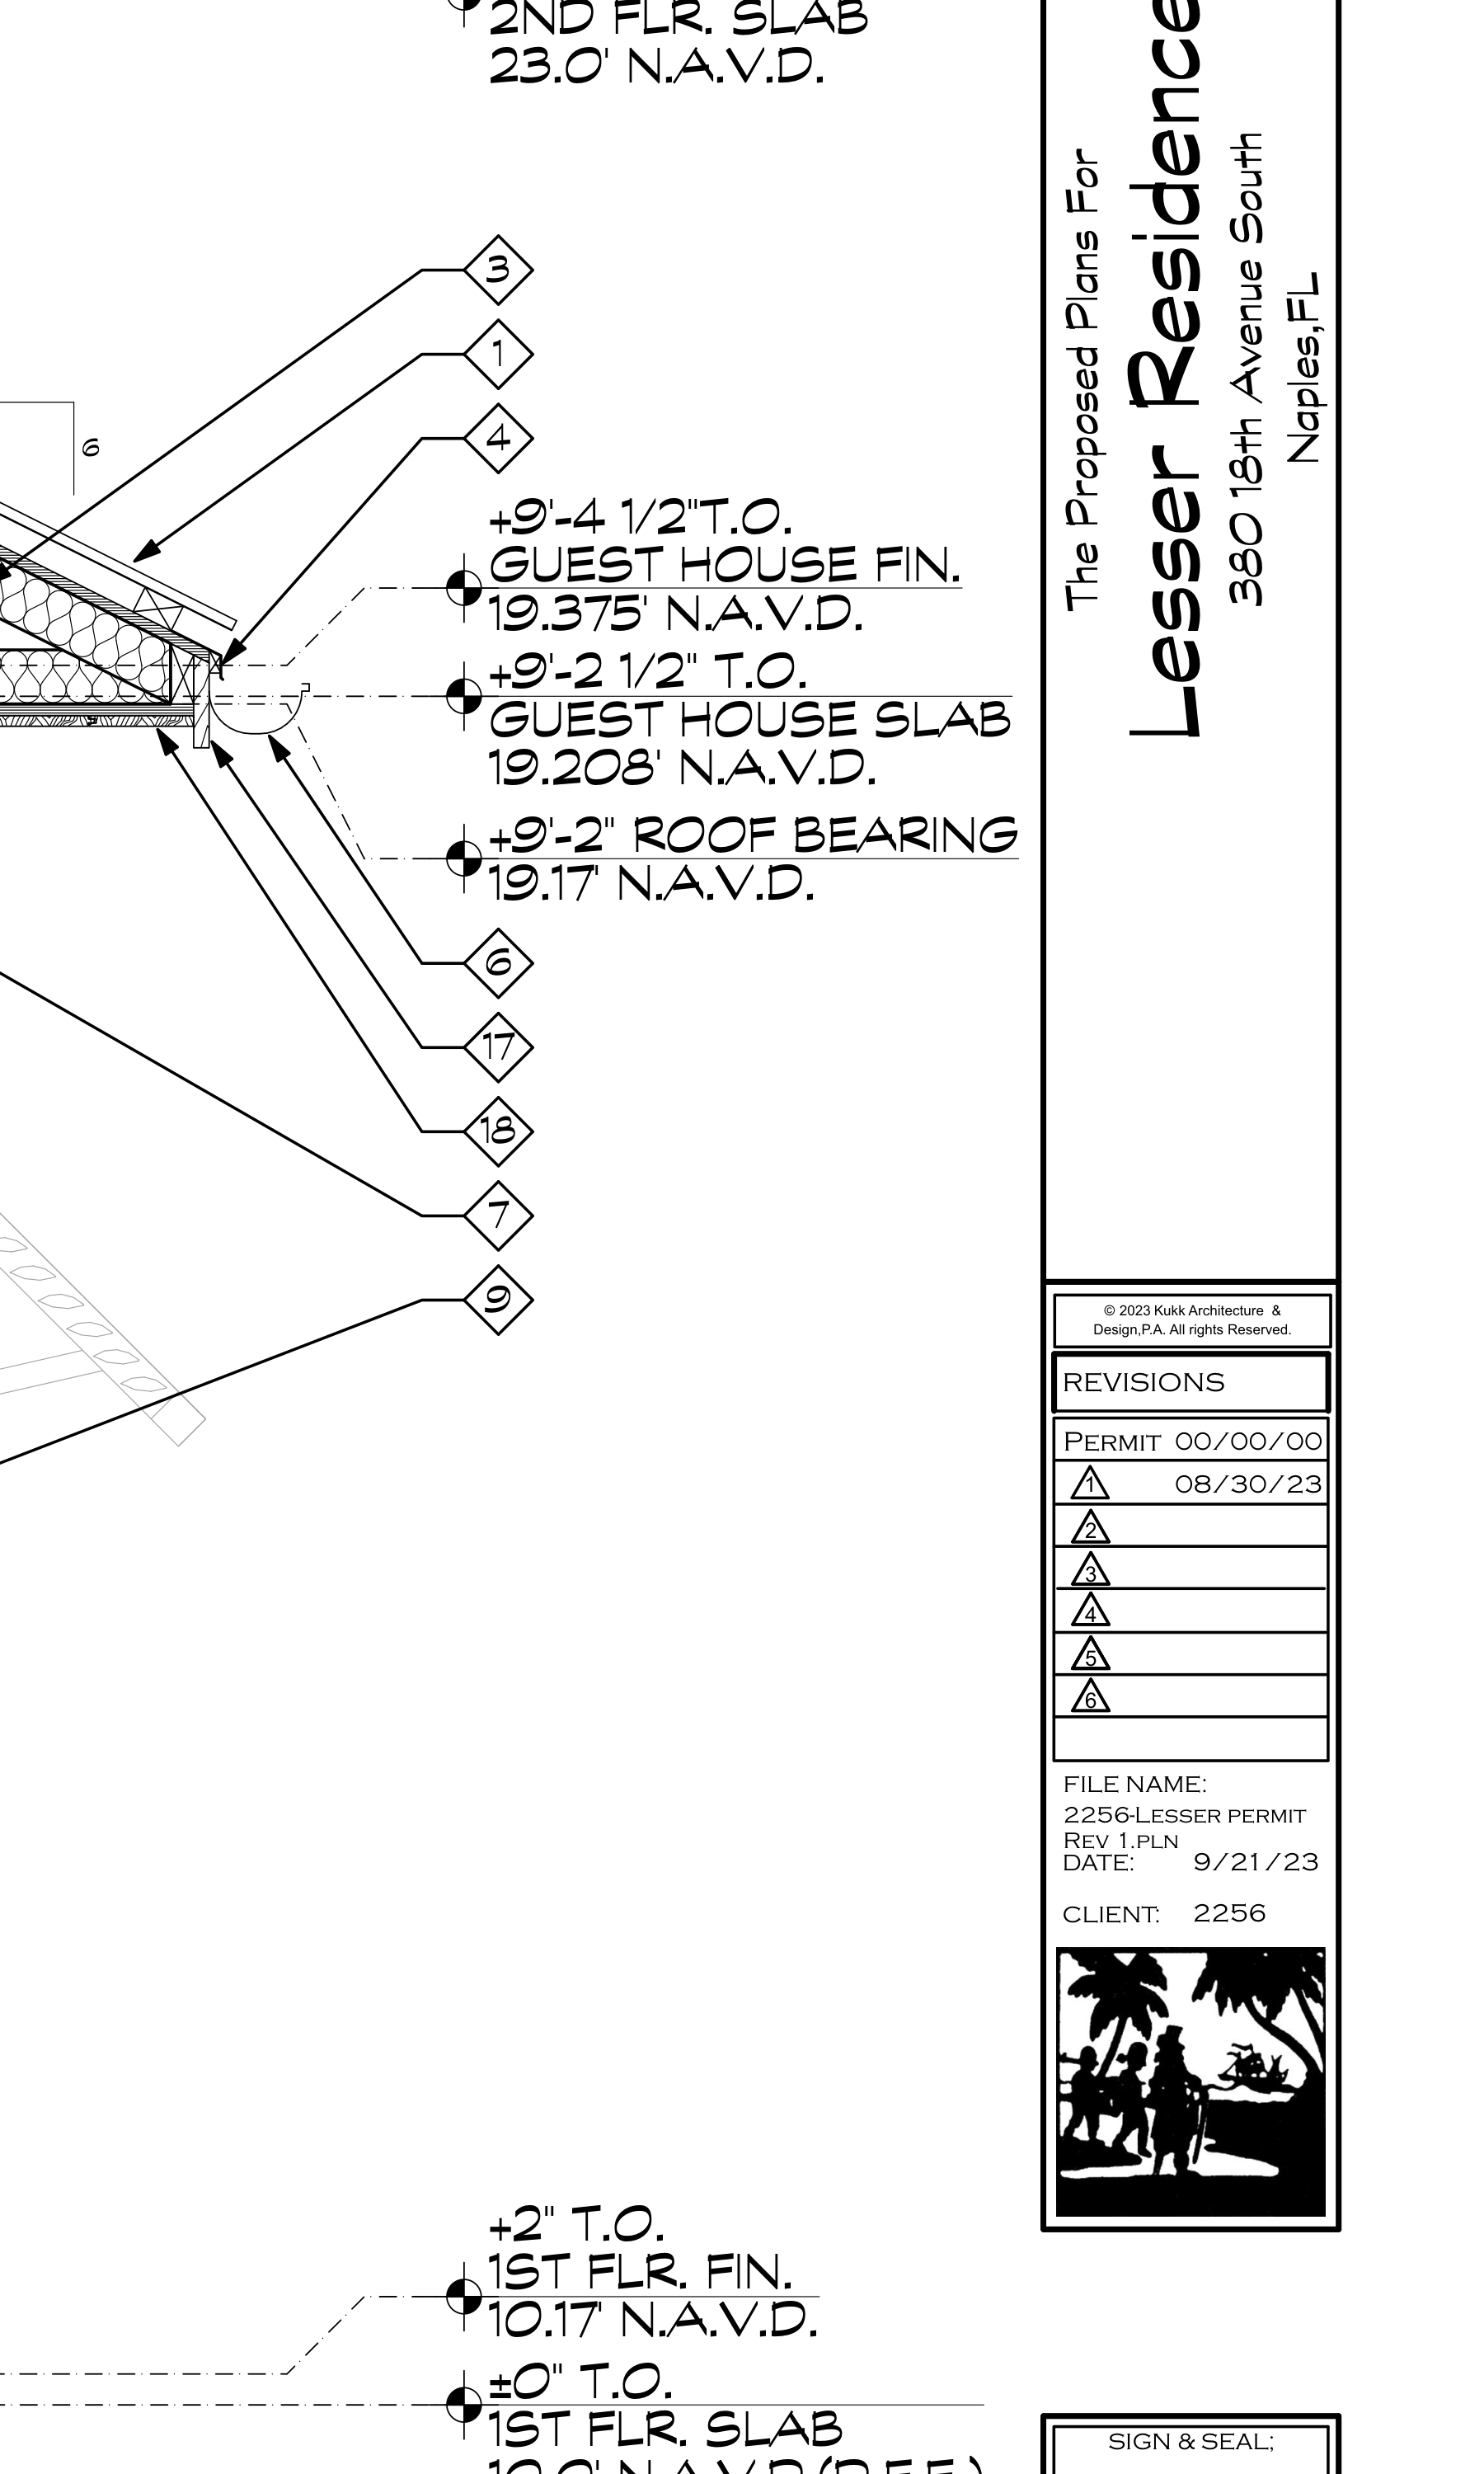 2ND FLR. SLAB
23.0' N.A.V.D.
3
1
4
6
+9'-4 1/2"T.O.
GUEST HOUSE FIN.
19.375' N.A.V.D.
+9'-2 1/2" T.O.
GUEST HOUSE SLAB
19.208' N.A.V.D.
+9'-2" ROOF BEARING
19.17' N.A.V.D.
6
17
18
7
9
+2" T.O.
1ST FLR. FIN.
10.17' N.A.V.D.
±0" T.O.
1ST FLR. SLAB
10.0' N.A.V.D.(D.F.E.)
The Proposed Plans For
Lesser Residence
380 18th Avenue South
Naples,FL
© 2023 Kukk Architecture &
Design,P.A. All rights Reserved.
REVISIONS
PERMIT 00/00/00
1 08/30/23
2
3
4
5
6
FILE NAME:
2256-LESSER PERMIT
REV 1.PLN
DATE: 9/21/23
CLIENT: 2256
SIGN & SEAL;